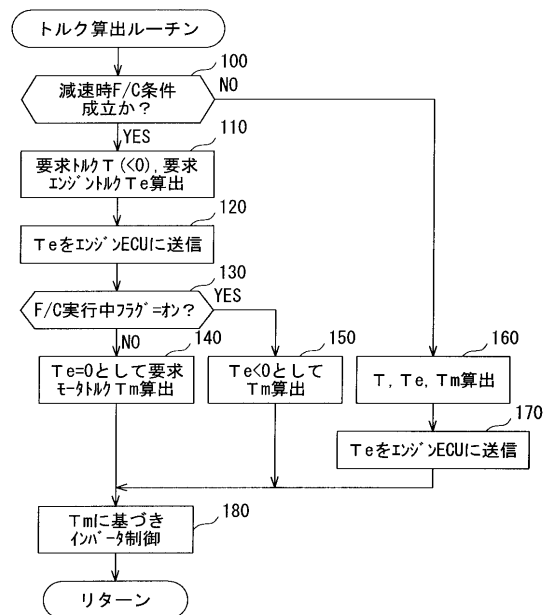 トルク算出ルーチン
100
減速時F/C条件
成立か?
NO
YES
110
要求トルクT(<0),要求
エンジントルクTe算出
120
TeをエンジンECUに送信
130
F/C実行中フラグ=オン?
YES
NO
140
Te=0として要求
モータトルクTm算出
150
Te<0として
Tm算出
160
T,Te,Tm算出
170
TeをエンジンECUに送信
180
Tmに基づき
インバータ制御
リターン